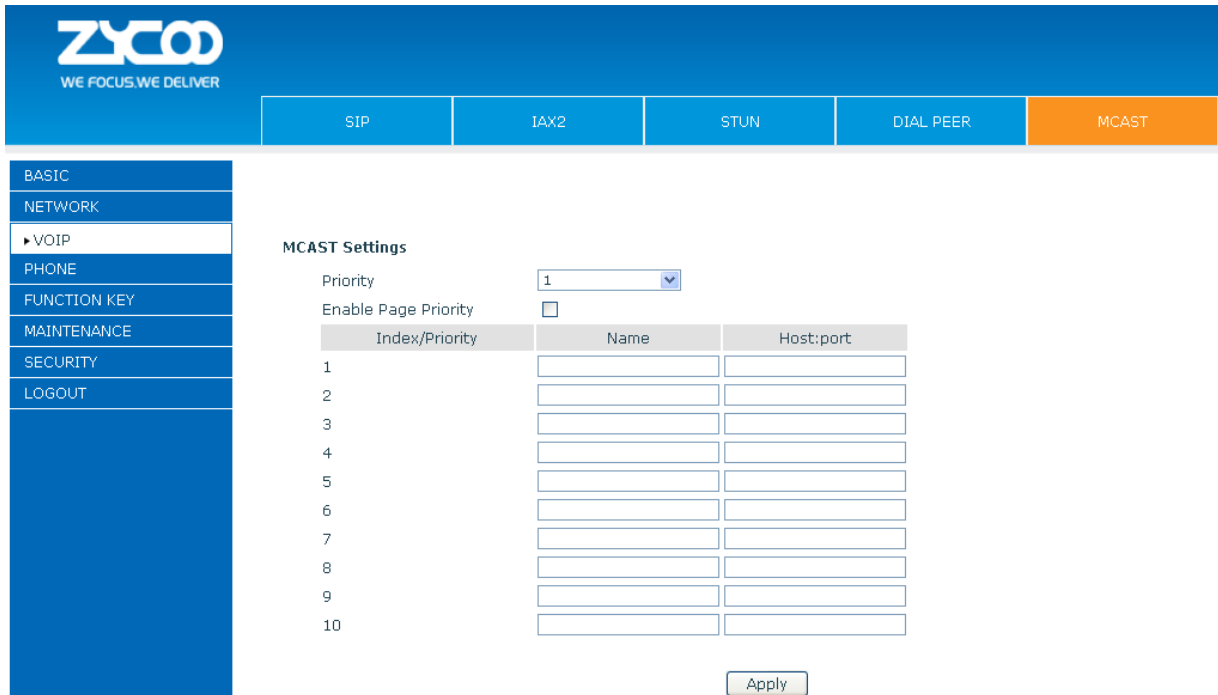 ZYCOO
WE FOCUS.WE DELIVER
SIP IAX2 STUN DIAL PEER MCAST
BASIC
NETWORK
VOIP
PHONE
FUNCTION KEY
MAINTENANCE
SECURITY
LOGOUT
MCAST Settings
Priority 1
Enable Page Priority
Index/Priority Name Host:port
1
2
3
4
5
6
7
8
9
10
Apply